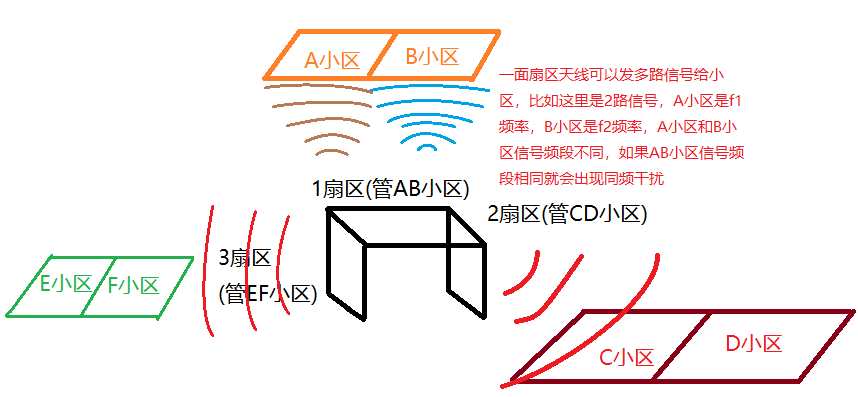 A小区
B小区
一面扇区天线可以发多路信号给小
区，比如这里是2路信号，A小区是f1
频率，B小区是f2频率，A小区和B小
区信号频段不同，如果AB小区信号频
段相同就会出现同频干扰
1扇区(管AB小区)
2扇区(管CD小区)
3扇区
(管EF小区)
E小区
F小区
C小区
D小区